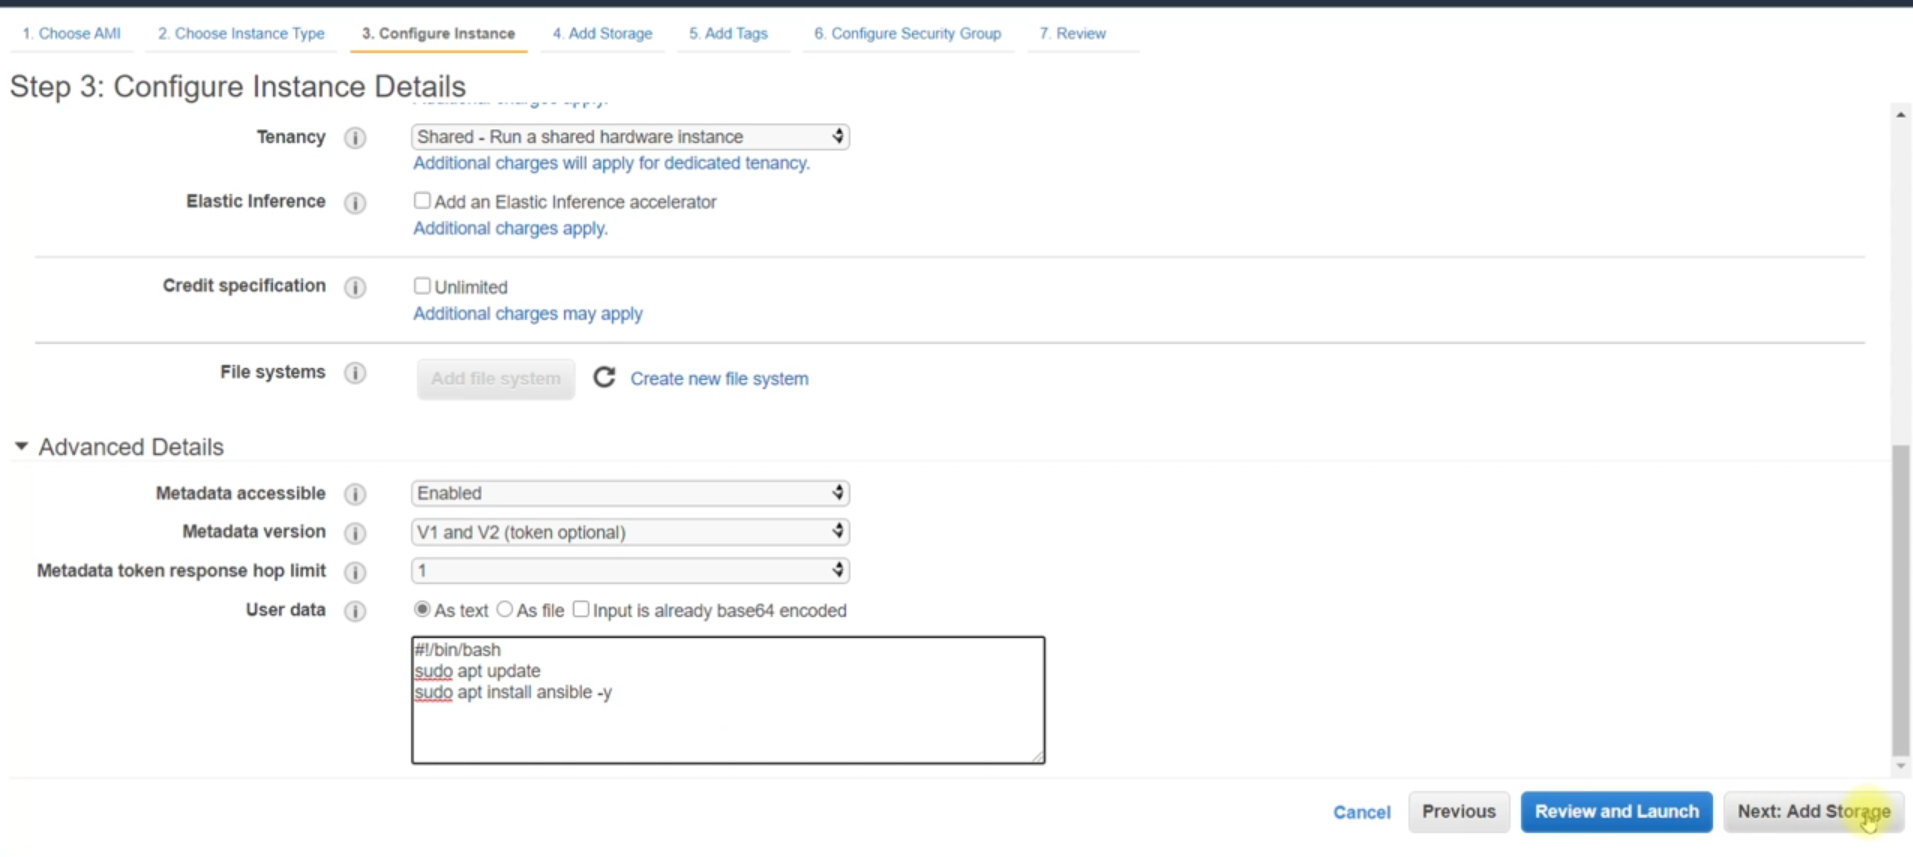 1. Choose AMI 2. Choose Instance Type 3. Configure Instance 4. Add Storage 5. Add Tags 6. Configure Security Group 7. Review
Step 3: Configure Instance Details
Additional charges apply.
Tenancy Shared - Run a shared hardware instance
Additional charges will apply for dedicated tenancy.
Elastic Inference Add an Elastic Inference accelerator
Additional charges apply.
Credit specification Unlimited
Additional charges may apply
File systems Add file system Create new file system
Advanced Details
Metadata accessible Enabled
Metadata version V1 and V2 (token optional)
Metadata token response hop limit 1
User data As text As file Input is already base64 encoded
#!/bin/bash
sudo apt update
sudo apt install ansible -y
Cancel Previous Review and Launch Next: Add Storage